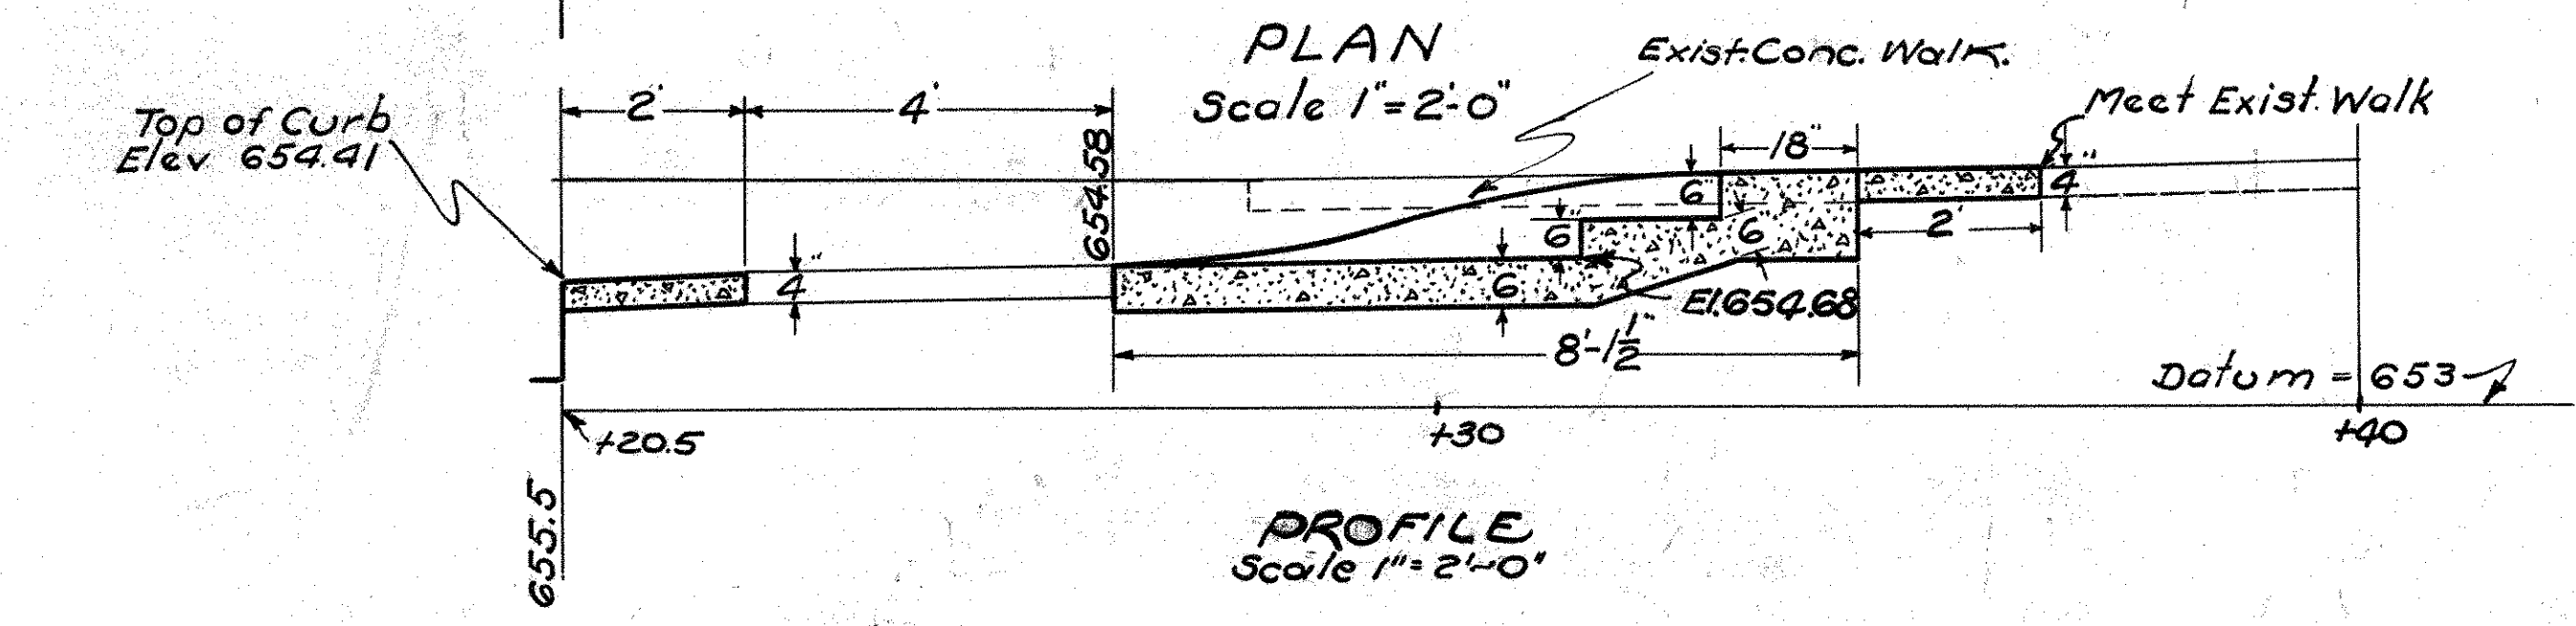 PLAN
Scale 1"=2'-0"
Exist. Conc. Walk.
Meet Exist. Walk
Top of Curb
Elev 654.41
2'
4'
654.58
18"
6"
6"
6"
6"
4"
4"
2'
El.654.68
8'-1 1/2"
Datum = 653
+20.5
+30
+40
655.5
PROFILE
Scale 1"=2'-0"